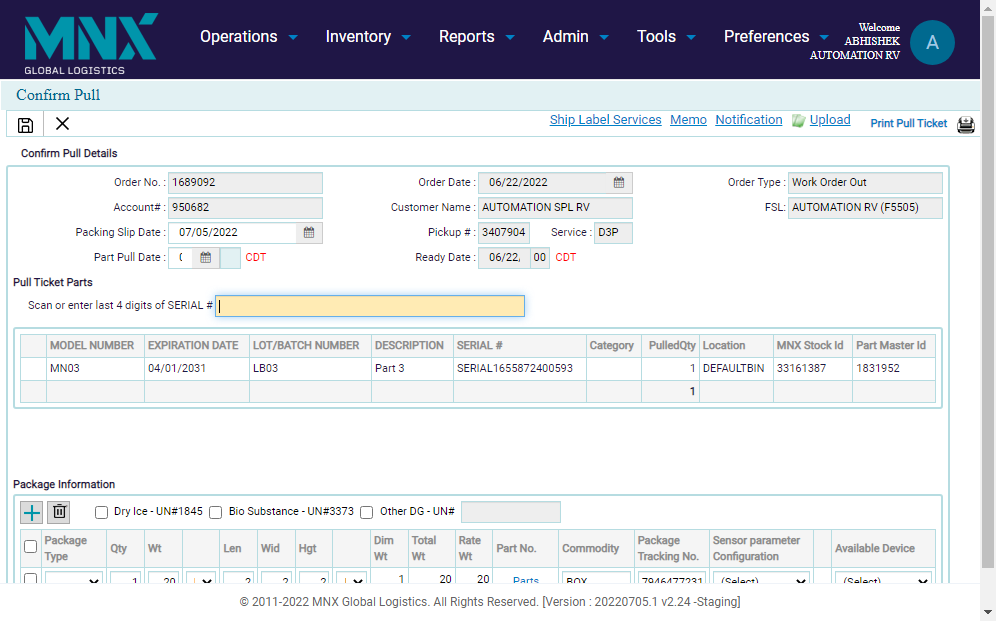 MNX
GLOBAL LOGISTICS
Operations Inventory Reports Admin Tools Preferences
Welcome
ABHISHEK
AUTOMATION RV
A
Confirm Pull
Ship Label Services Memo Notification Upload Print Pull Ticket
Confirm Pull Details
Order No. : 1689092 Order Date : 06/22/2022 Order Type : Work Order Out
Account# : 950682 Customer Name : AUTOMATION SPL RV FSL: AUTOMATION RV (F5505)
Packing Slip Date : 07/05/2022 Pickup # : 3407904 Service : D3P
Part Pull Date : CDT Ready Date : 06/22, 00 CDT
Pull Ticket Parts
Scan or enter last 4 digits of SERIAL #
MODEL NUMBER EXPIRATION DATE LOT/BATCH NUMBER DESCRIPTION SERIAL # Category PulledQty Location MNX Stock Id Part Master Id
MN03 04/01/2031 LB03 Part 3 SERIAL1655872400593 1 DEFAULTBIN 33161387 1831952
1
Package Information
Dry Ice - UN#1845 Bio Substance - UN#3373 Other DG - UN#
Package Type Qty Wt Len Wid Hgt Dim Wt Total Wt Rate Wt Part No. Commodity Package Tracking No. Sensor parameter Configuration Available Device
1 20 2 2 2 1 20 20 Parts BOX 7946477231 (Select) (Select)
© 2011-2022 MNX Global Logistics. All Rights Reserved. [Version : 20220705.1 v2.24 -Staging]